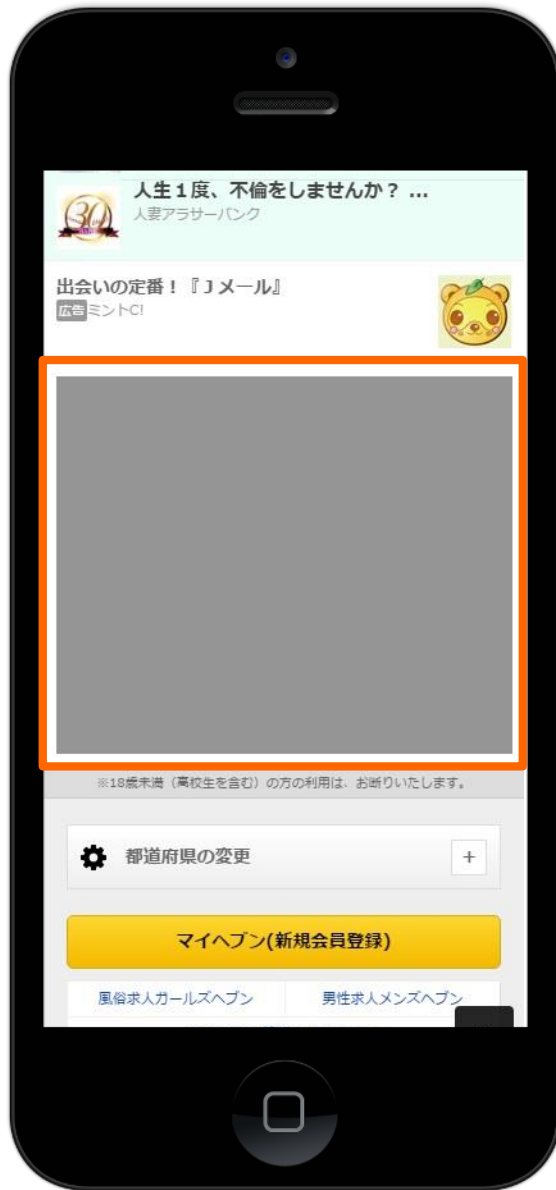 人生１度、不倫をしませんか？ ...
人妻アラサーバンク
30
出会いの定番！『Ｊメール』
広告ミントC!
※18歳未満（高校生を含む）の方の利用は、お断りいたします。
都道府県の変更
+
マイヘブン(新規会員登録)
風俗求人ガールズヘブン
男性求人メンズヘブン